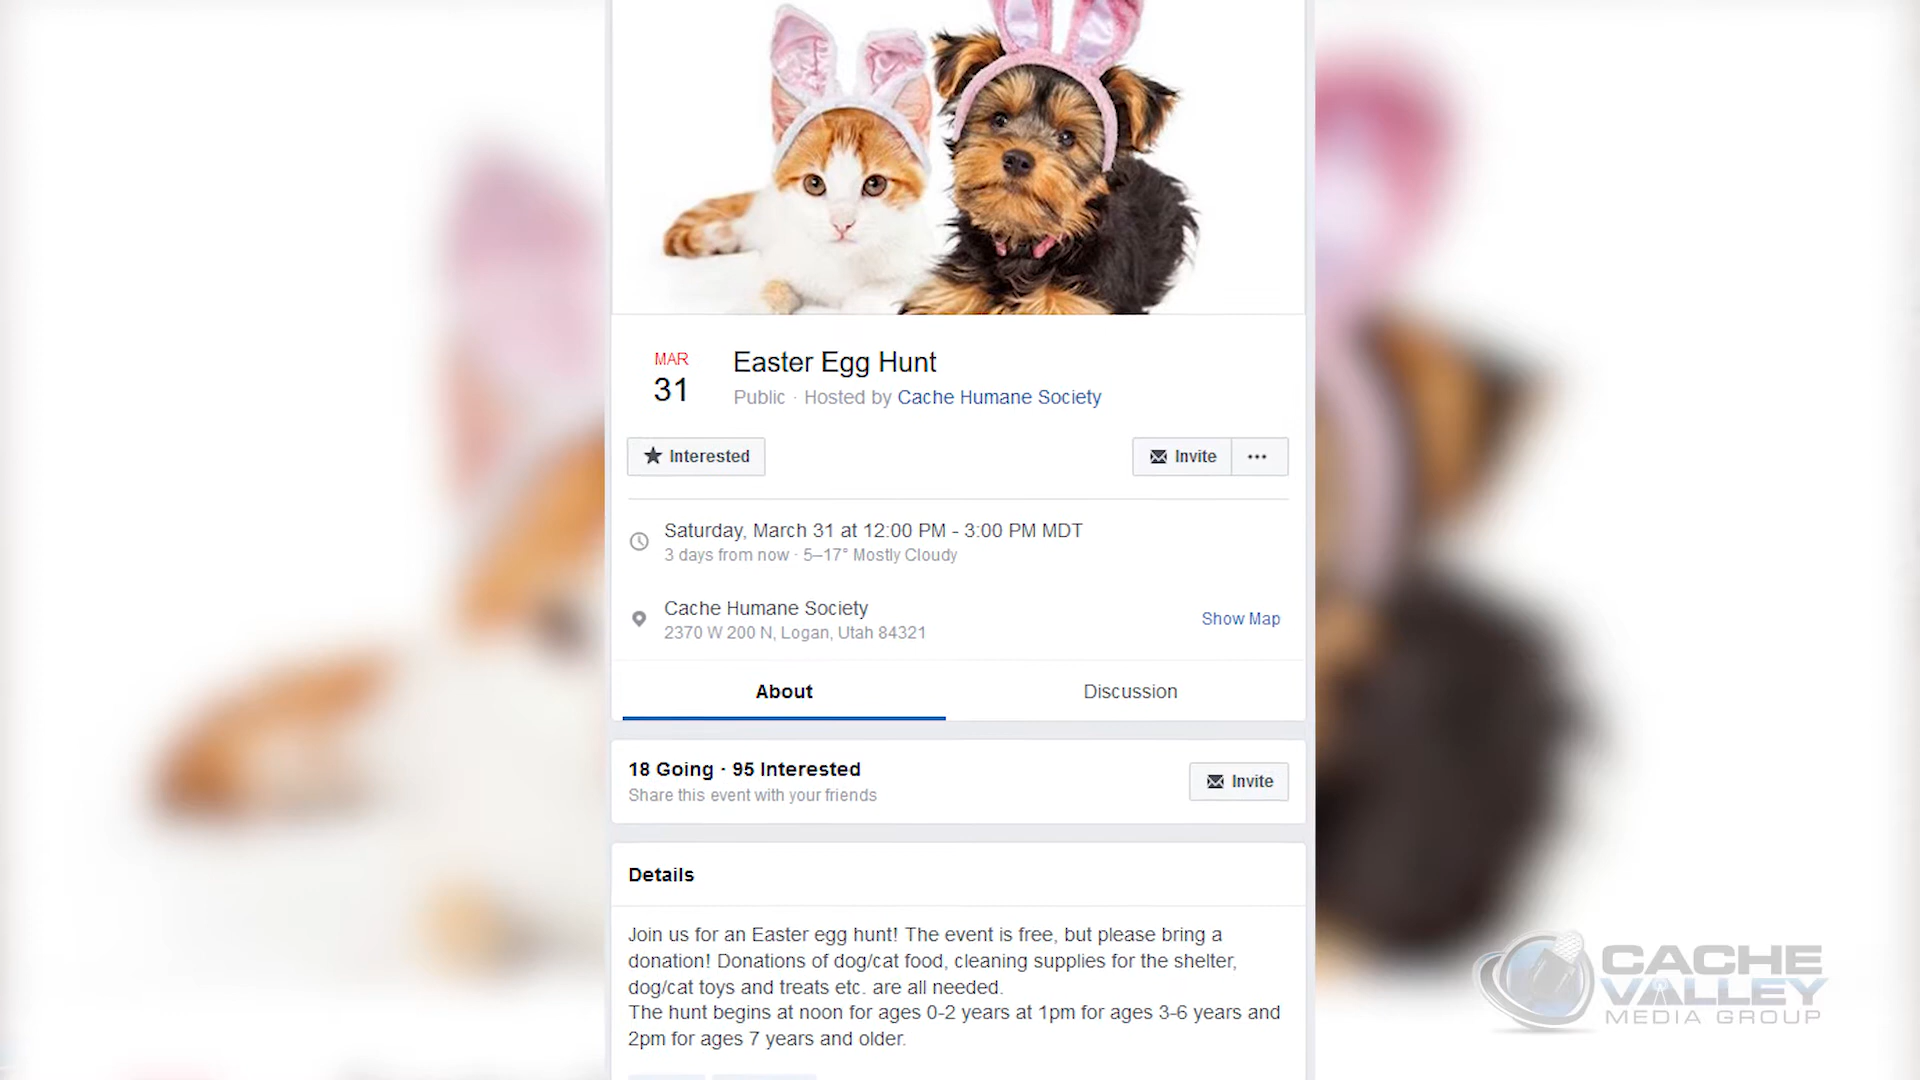 MAR
31
Easter Egg Hunt
Public · Hosted by Cache Humane Society
Interested
Invite
Saturday, March 31 at 12:00 PM - 3:00 PM MDT
3 days from now · 5–17° Mostly Cloudy
Cache Humane Society
2370 W 200 N, Logan, Utah 84321
Show Map
About
Discussion
18 Going · 95 Interested
Share this event with your friends
Invite
Details
Join us for an Easter egg hunt! The event is free, but please bring a
donation! Donations of dog/cat food, cleaning supplies for the shelter,
dog/cat toys and treats etc. are all needed.
The hunt begins at noon for ages 0-2 years at 1pm for ages 3-6 years and
2pm for ages 7 years and older.
CACHE
VALLEY
MEDIA GROUP